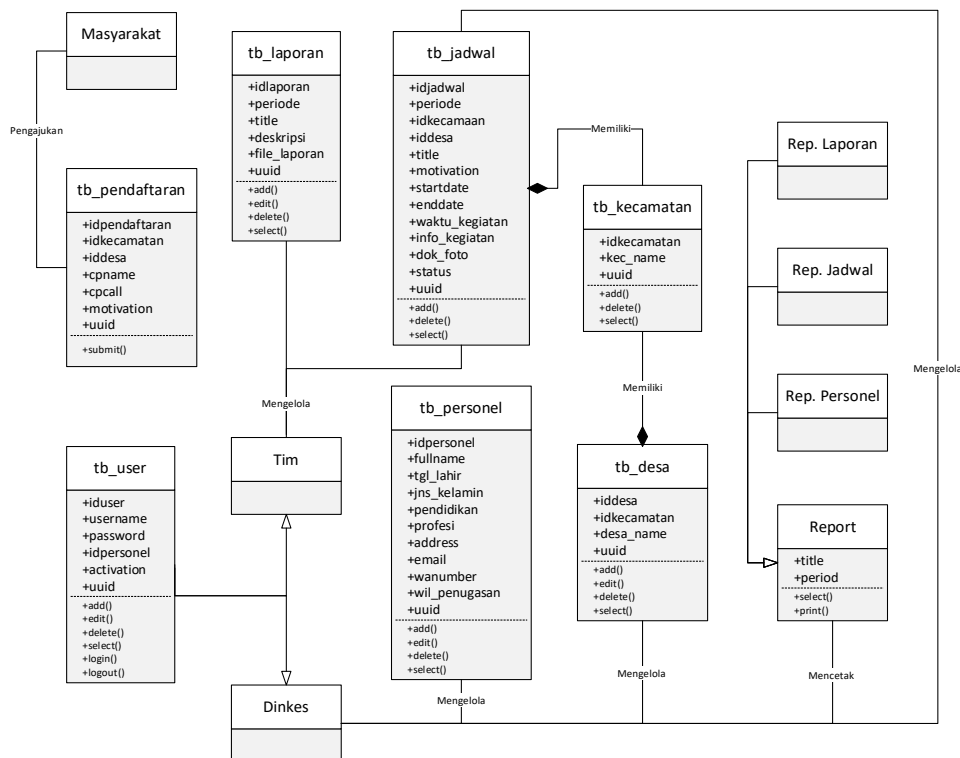 Masyarakat
Pengajukan
tb_pendaftaran
+idpendaftaran
+idkecamatan
+iddesa
+cpname
+cpcall
+motivation
+uuid
+submit()
tb_laporan
+idlaporan
+periode
+title
+deskripsi
+file_laporan
+uuid
+add()
+edit()
+delete()
+select()
tb_jadwal
+idjadwal
+periode
+idkecamaan
+iddesa
+title
+motivation
+startdate
+enddate
+waktu_kegiatan
+info_kegiatan
+dok_foto
+status
+uuid
+add()
+delete()
+select()
Memiliki
tb_kecamatan
+idkecamatan
+kec_name
+uuid
+add()
+delete()
+select()
Memiliki
Rep. Laporan
Rep. Jadwal
Rep. Personel
Mengelola
Mengelola
Tim
tb_user
+iduser
+username
+password
+idpersonel
+activation
+uuid
+add()
+edit()
+delete()
+select()
+login()
+logout()
tb_personel
+idpersonel
+fullname
+tgl_lahir
+jns_kelamin
+pendidikan
+profesi
+address
+email
+wanumber
+wil_penugasan
+uuid
+add()
+edit()
+delete()
+select()
tb_desa
+iddesa
+idkecamatan
+desa_name
+uuid
+add()
+edit()
+delete()
+select()
Report
+title
+period
+select()
+print()
Mengelola
Mengelola
Mencetak
Dinkes